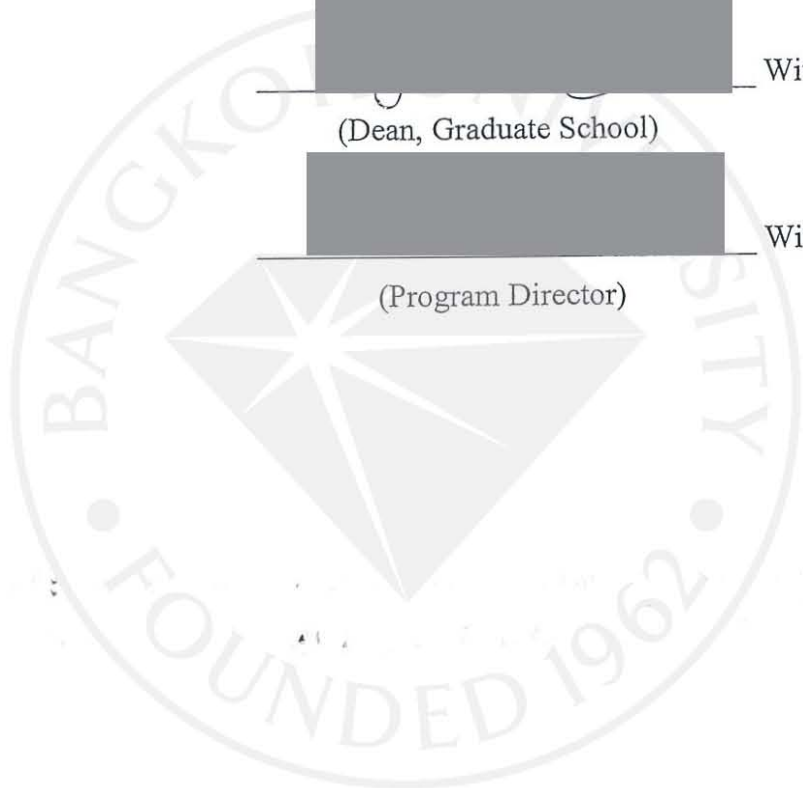 Wi
(Dean, Graduate School)
Wi
(Program Director)
BANGKOK UNIVERSITY
FOUNDED 1962